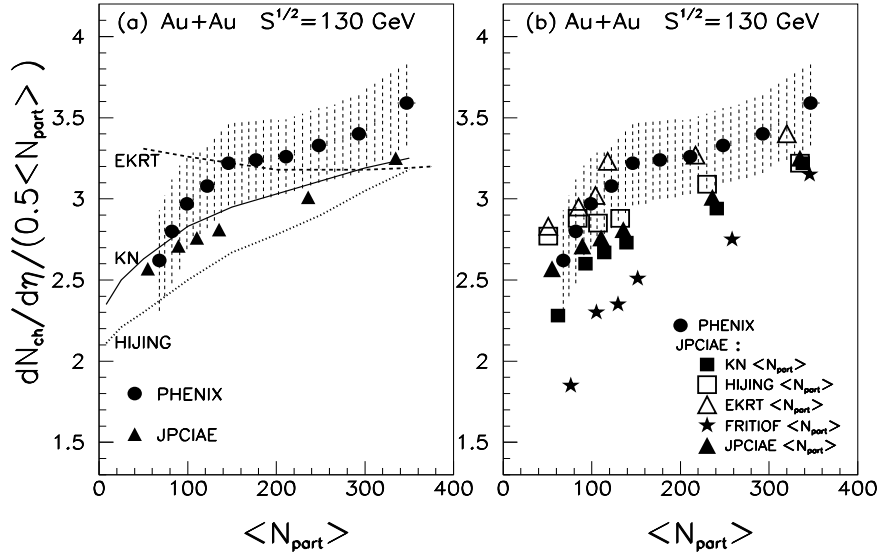 (a) Au+Au S^1/2=130 GeV
(b) Au+Au S^1/2=130 GeV
dN_ch/dη/(0.5<N_part>)
4
3.5
3
2.5
2
1.5
EKRT
KN
HIJING
PHENIX
JPCIAE
0 100 200 300 400
<N_part>
4
3.5
3
2.5
2
1.5
PHENIX
JPCIAE :
KN <N_part>
HIJING <N_part>
EKRT <N_part>
FRITIOF <N_part>
JPCIAE <N_part>
0 100 200 300 400
<N_part>